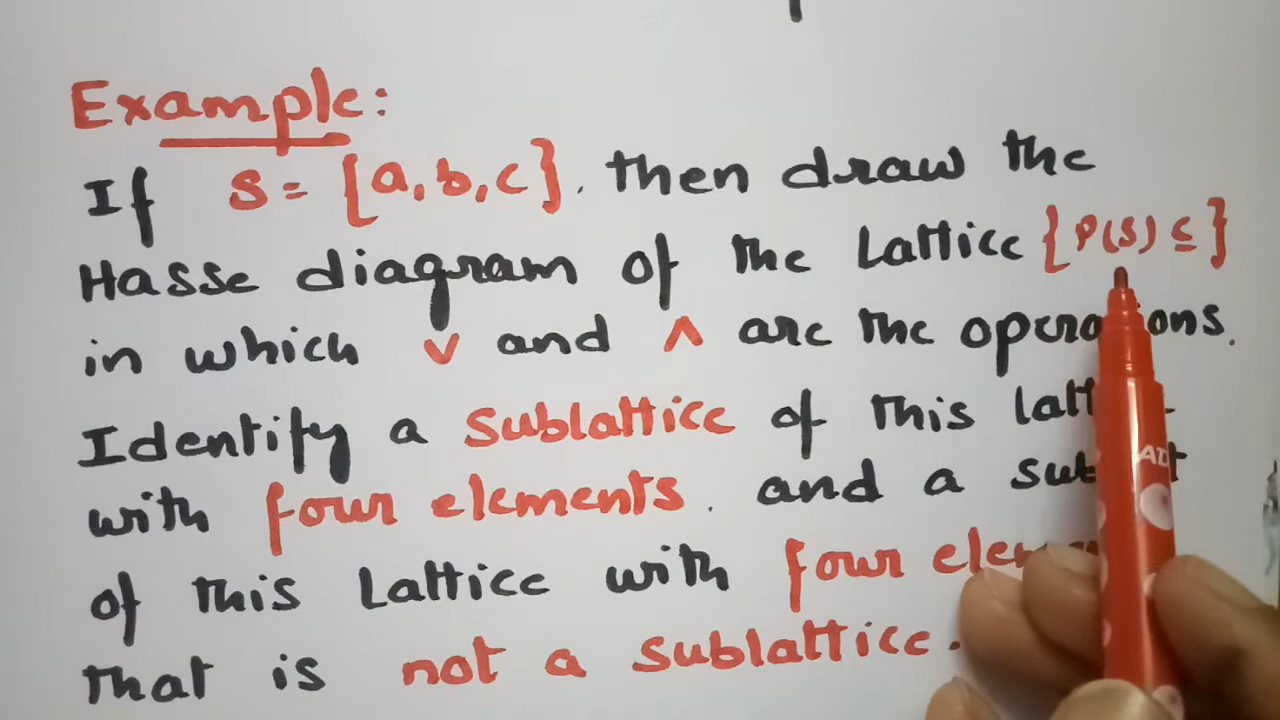 Example:
If S = {a, b, c}. then draw the
Hasse diagram of the Lattice {P(S) ⊆}
in which ∨ and ∧ are the operations.
Identify a sublattice of this
with four elements. and a
of this Lattice with four
that is not a sublattice.